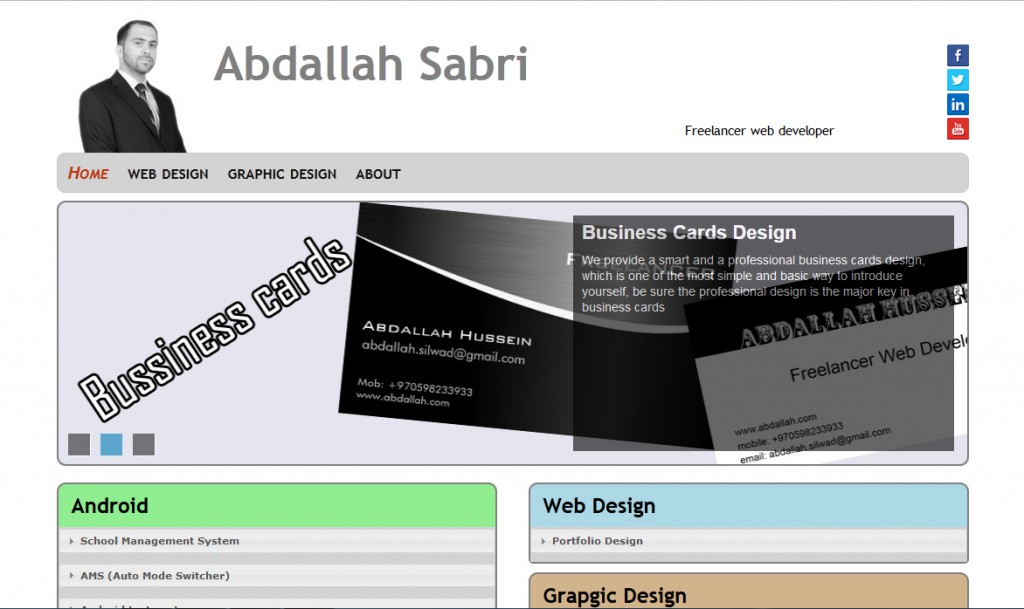 Abdallah Sabri
f
in
You
Freelancer web developer
HOME WEB DESIGN GRAPHIC DESIGN ABOUT
Bussiness cards
ABDALLAH HUSSEIN
abdallah.silwad@gmail.com
Mob: +970598233933
www.abdallah.com
FREELANCER
Business Cards Design
We provide a smart and a professional business cards design,
which is one of the most simple and basic way to introduce
yourself, be sure the professional design is the major key in
business cards
ABDALLAH HUSSE
Freelancer Web Devel
www.abdallah.com
mobile: +970598233933
email: abdallah.silwad@gmail.com
Android
School Management System
AMS (Auto Mode Switcher)
Web Design
Portfolio Design
Grapgic Design